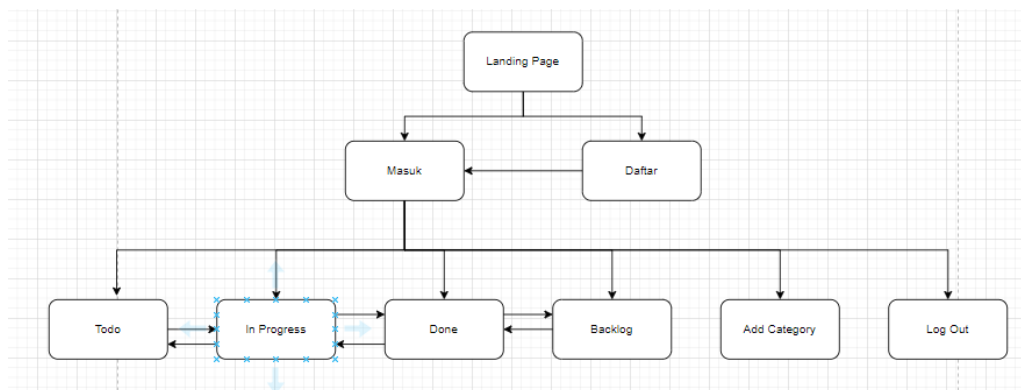 Landing Page
Masuk
Daftar
Todo
In Progress
Done
Backlog
Add Category
Log Out